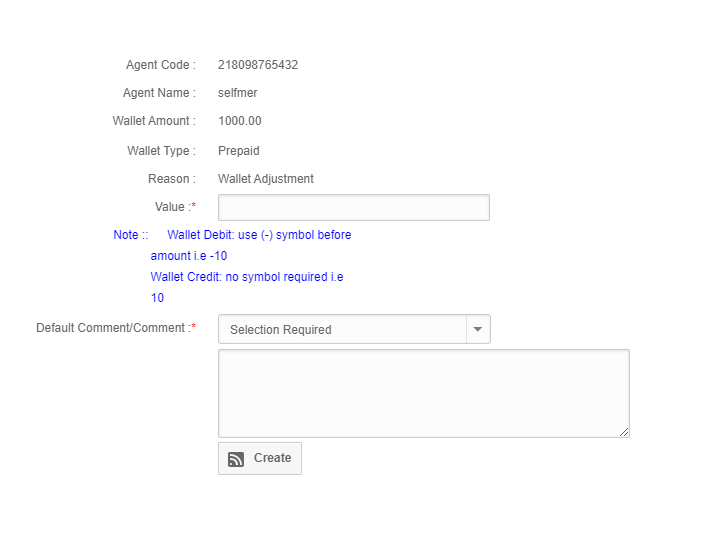 Agent Code : 218098765432
Agent Name : selfmer
Wallet Amount : 1000.00
Wallet Type : Prepaid
Reason : Wallet Adjustment
Value :*
Note :: Wallet Debit: use (-) symbol before
amount i.e -10
Wallet Credit: no symbol required i.e
10
Default Comment/Comment :* Selection Required
Create